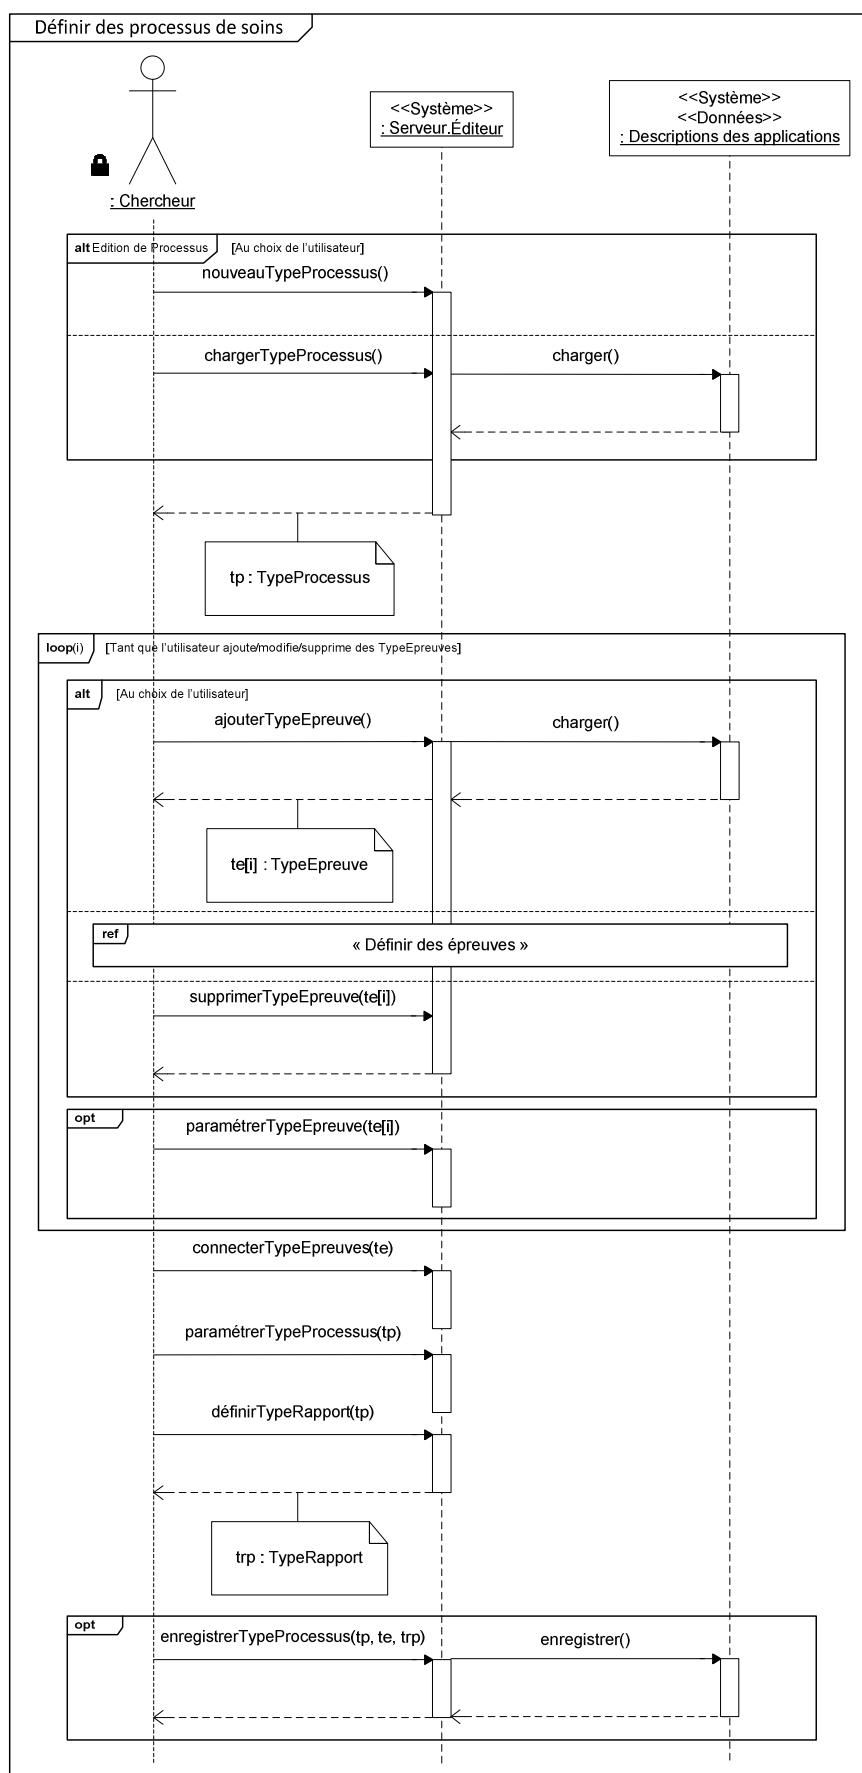 Définir des processus de soins
<<Système>>
: Serveur.Éditeur
<<Système>>
<<Données>>
: Descriptions des applications
: Chercheur
alt Edition de Processus [Au choix de l'utilisateur]
nouveauTypeProcessus()
chargerTypeProcessus()
charger()
tp : TypeProcessus
loop(i) [Tant que l'utilisateur ajoute/modifie/supprime des TypeEpreuves]
alt [Au choix de l'utilisateur]
ajouterTypeEpreuve()
charger()
te[i] : TypeEpreuve
ref
« Définir des épreuves »
supprimerTypeEpreuve(te[i])
opt
paramétrerTypeEpreuve(te[i])
connecterTypeEpreuves(te)
paramétrerTypeProcessus(tp)
définirTypeRapport(tp)
trp : TypeRapport
opt
enregistrerTypeProcessus(tp, te, trp)
enregistrer()